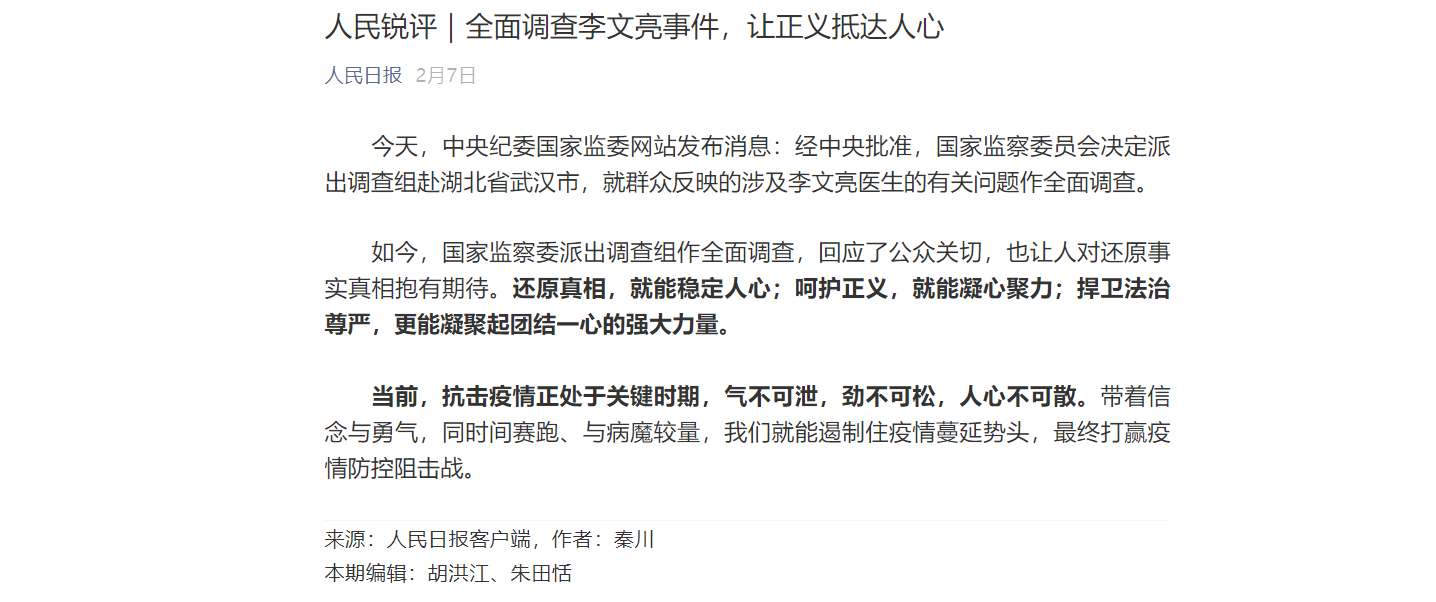 人民锐评｜全面调查李文亮事件，让正义抵达人心
人民日报 2月7日
今天，中央纪委国家监委网站发布消息：经中央批准，国家监察委员会决定派
出调查组赴湖北省武汉市，就群众反映的涉及李文亮医生的有关问题作全面调查。
如今，国家监察委派出调查组作全面调查，回应了公众关切，也让人对还原事
实真相抱有期待。还原真相，就能稳定人心；呵护正义，就能凝心聚力；捍卫法治
尊严，更能凝聚起团结一心的强大力量。
当前，抗击疫情正处于关键时期，气不可泄，劲不可松，人心不可散。带着信
念与勇气，同时间赛跑、与病魔较量，我们就能遏制住疫情蔓延势头，最终打赢疫
情防控阻击战。
来源：人民日报客户端，作者：秦川
本期编辑：胡洪江、朱田恬